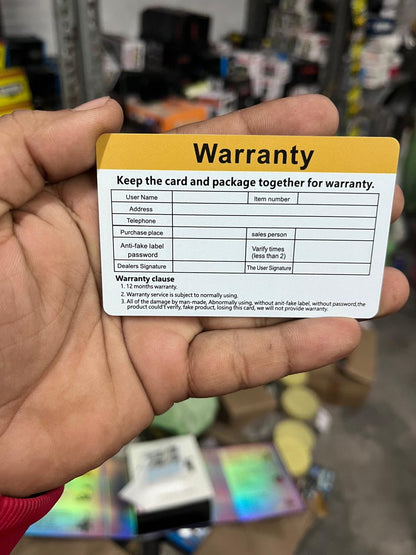 Warranty
Keep the card and package together for warranty.
User Name Item number
Address
Telephone
Purchase place sales person
Anti-fake label password Varify times (less than 2)
Dealers Signature The User Signature
Warranty clause
1. 12 months warranty.
2. Warranty service is subject to normally using.
3. All of the damage by man-made, Abnormally using, without anit-fake label, without password,the
product could't verify, fake product, losing this card, we will not provide warranty.